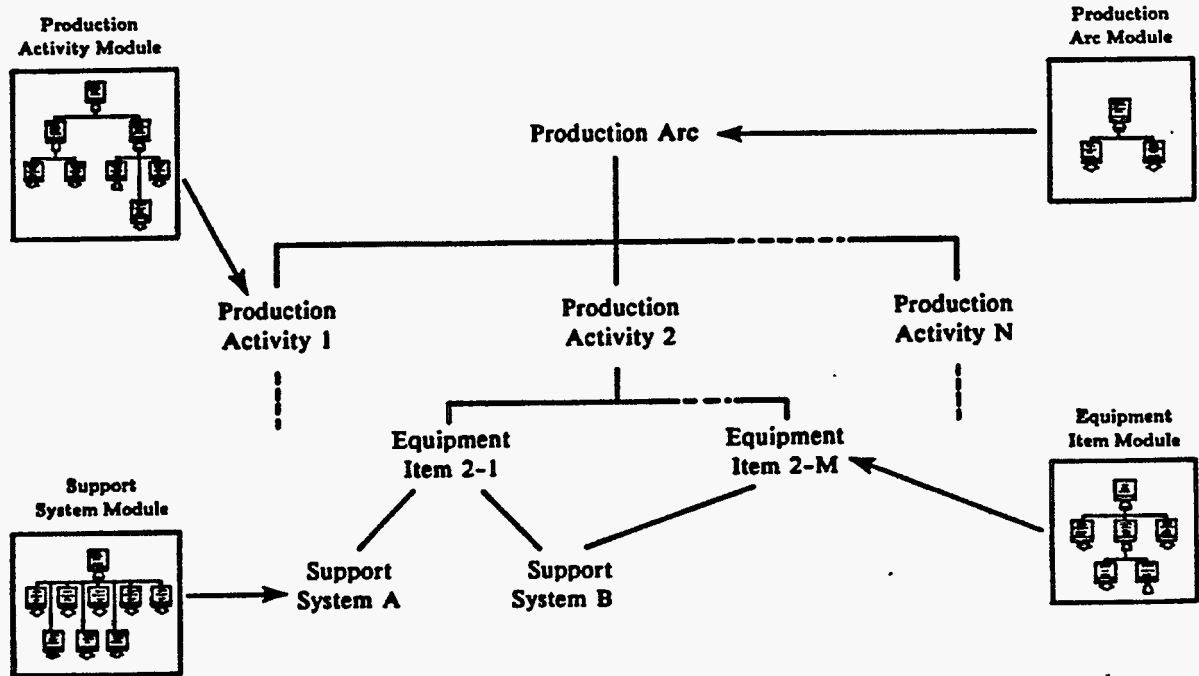 Production
Activity Module
Production
Arc Module
Production Arc
Production
Activity 1
Production
Activity 2
Production
Activity N
Equipment
Item 2-1
Equipment
Item 2-M
Equipment
Item Module
Support
System Module
Support
System A
Support
System B